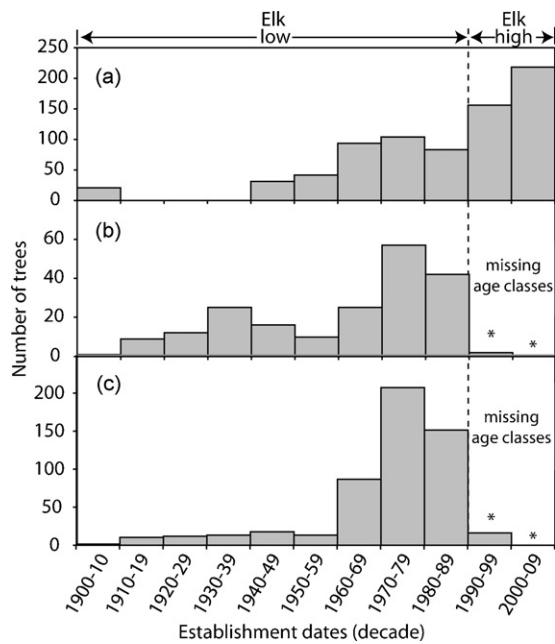 Elk
low
Elk
high
Number of trees
(a)
250
200
150
100
50
0
(b)
60
40
20
0
missing
age classes
* *
(c)
200
150
100
50
0
missing
age classes
* *
1900-10 1910-19 1920-29 1930-39 1940-49 1950-59 1960-69 1970-79 1980-89 1990-99 2000-09
Establishment dates (decade)